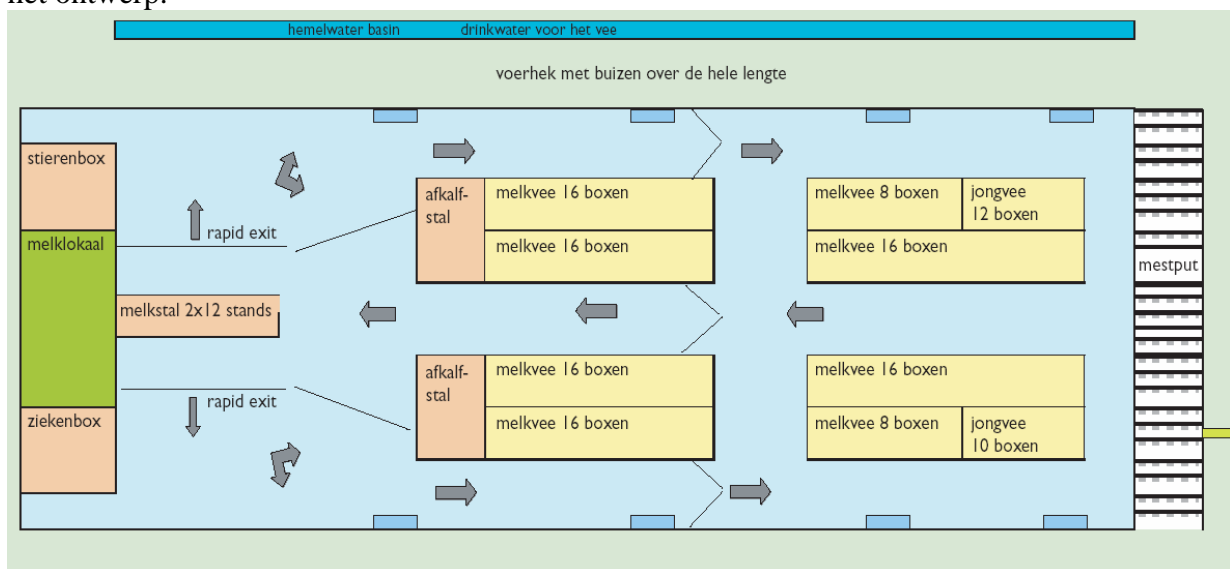 het ontwerp.
hemelwater basin drinkwater voor het vee
voerhek met buizen over de hele lengte
stierenbox
afkalf-
stal
melkvee 16 boxen
melkvee 8 boxen
jongvee
12 boxen
rapid exit
melklokaal
melkvee 16 boxen
melkvee 16 boxen
mestput
melkstal 2x12 stands
afkalf-
stal
melkvee 16 boxen
melkvee 16 boxen
rapid exit
ziekenbox
melkvee 16 boxen
melkvee 8 boxen
jongvee
10 boxen